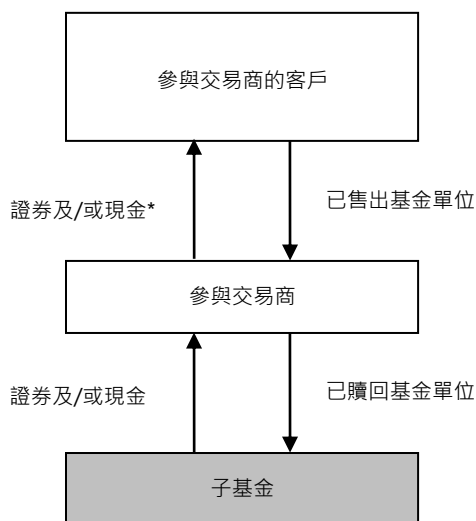 參與交易商的客戶
證券及/或現金*
已售出基金單位
參與交易商
證券及/或現金
已贖回基金單位
子基金